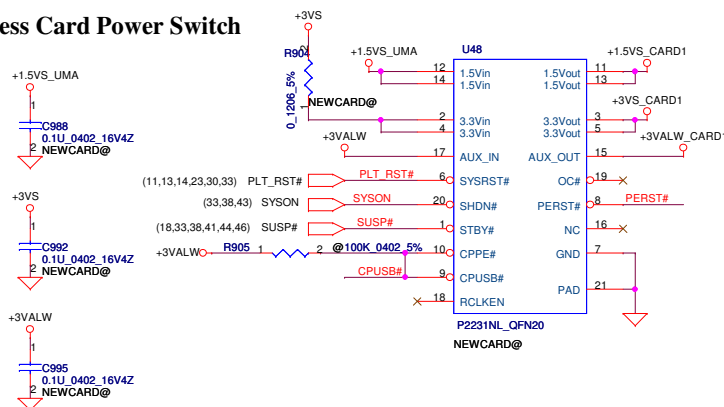 ess Card Power Switch
+3VS
R904
2
1
0_1206_5%
NEWCARD@
+1.5VS_UMA
U48
+1.5VS_UMA
1
C988
0.1U_0402_16V4Z
2
NEWCARD@
12
14
1.5Vin
1.5Vin
1.5Vout
1.5Vout
11
13
+1.5VS_CARD1
2
4
3.3Vin
3.3Vin
3.3Vout
3.3Vout
3
5
+3VS_CARD1
+3VALW
17
AUX_IN
AUX_OUT
15
+3VALW_CARD1
(11,13,14,23,30,33)
PLT_RST#
PLT_RST#
6
SYSRST#
OC#
19
(33,38,43)
SYSON
SYSON
20
SHDN#
PERST#
8
PERST#
(18,33,38,41,44,46)
SUSP#
SUSP#
1
STBY#
NC
16
+3VALW
R905
1
2
@100K_0402_5%
10
CPPE#
GND
7
CPUSB#
9
CPUSB#
PAD
21
18
RCLKEN
P2231NL_QFN20
NEWCARD@
+3VS
1
C992
0.1U_0402_16V4Z
2
NEWCARD@
+3VALW
1
C995
0.1U_0402_16V4Z
2
NEWCARD@